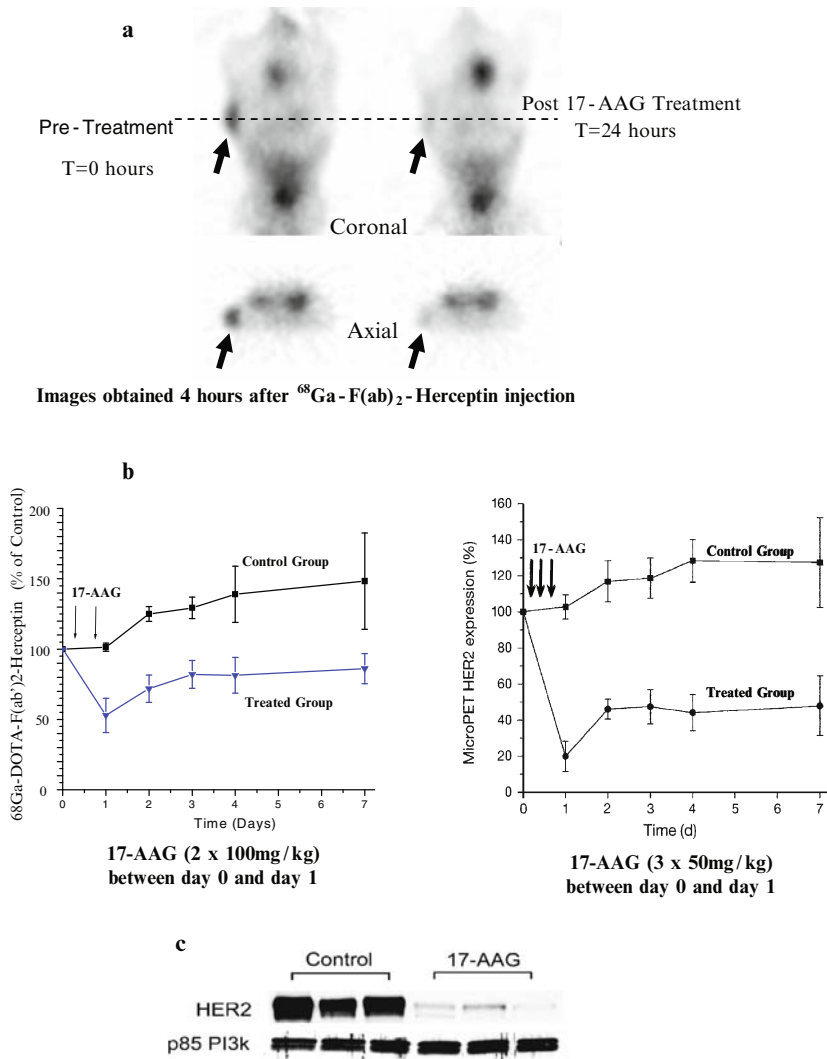 a
Pre-Treatment
T=0 hours
Post 17-AAG Treatment
T=24 hours
Coronal
Axial
Images obtained 4 hours after ⁶⁸Ga-F(ab)₂-Herceptin injection
b
68Ga-DOTA-F(ab')2-Herceptin (% of Control)
200
150
100
50
0
17-AAG
Control Group
Treated Group
0 1 2 3 4 5 6 7
Time (Days)
17-AAG (2 x 100mg/kg)
between day 0 and day 1
MicroPET HER2 expression (%)
160
140
120
100
80
60
40
20
0
17-AAG
Control Group
Treated Group
0 1 2 3 4 5 6 7
Time (d)
17-AAG (3 x 50mg/kg)
between day 0 and day 1
c
Control 17-AAG
HER2
p85 PI3k